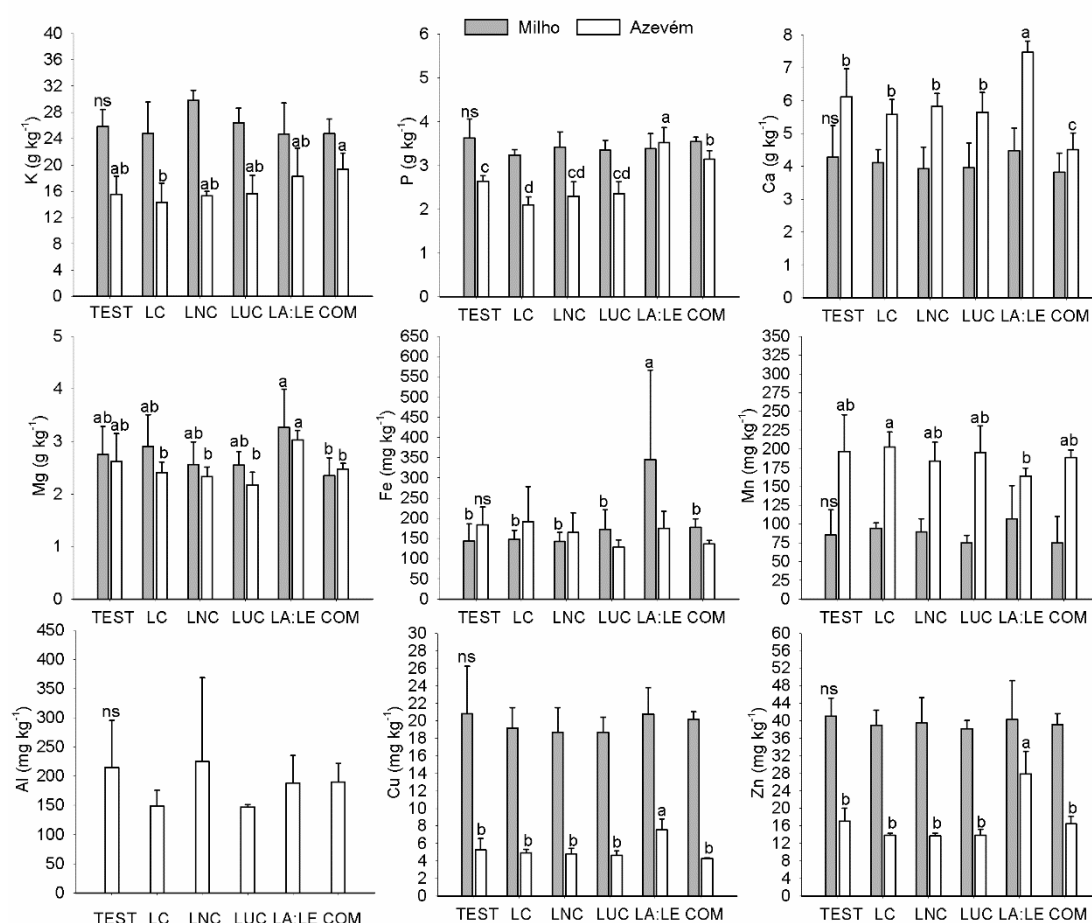 Milho Azevém
K (g kg⁻¹)
40
36
32
28
24
20
16
12
8
4
0
ns
ab
b
ab
ab
ab
a
TEST LC LNC LUC LA:LE COM
P (g kg⁻¹)
6
5
4
3
2
1
0
ns
c
d
cd
cd
a
b
TEST LC LNC LUC LA:LE COM
Ca (g kg⁻¹)
8
7
6
5
4
3
2
1
0
ns
b
b
b
b
a
c
TEST LC LNC LUC LA:LE COM
Mg (g kg⁻¹)
5
4
3
2
1
0
ab ab
ab b
ab b
ab b
a a
b b
TEST LC LNC LUC LA:LE COM
Fe (mg kg⁻¹)
650
600
550
500
450
400
350
300
250
200
150
100
50
0
b ns
b
b
b
a
b
TEST LC LNC LUC LA:LE COM
Mn (mg kg⁻¹)
350
325
300
275
250
225
200
175
150
125
100
75
50
25
0
ns
ab
a
ab
ab
b
ab
TEST LC LNC LUC LA:LE COM
Al (mg kg⁻¹)
450
400
350
300
250
200
150
100
50
0
ns
TEST LC LNC LUC LA:LE COM
Cu (mg kg⁻¹)
30
28
26
24
22
20
18
16
14
12
10
8
6
4
2
0
ns
b
b
b
b
a
b
TEST LC LNC LUC LA:LE COM
Zn (mg kg⁻¹)
60
56
52
48
44
40
36
32
28
24
20
16
12
8
4
0
ns
b
b
b
b
a
b
TEST LC LNC LUC LA:LE COM